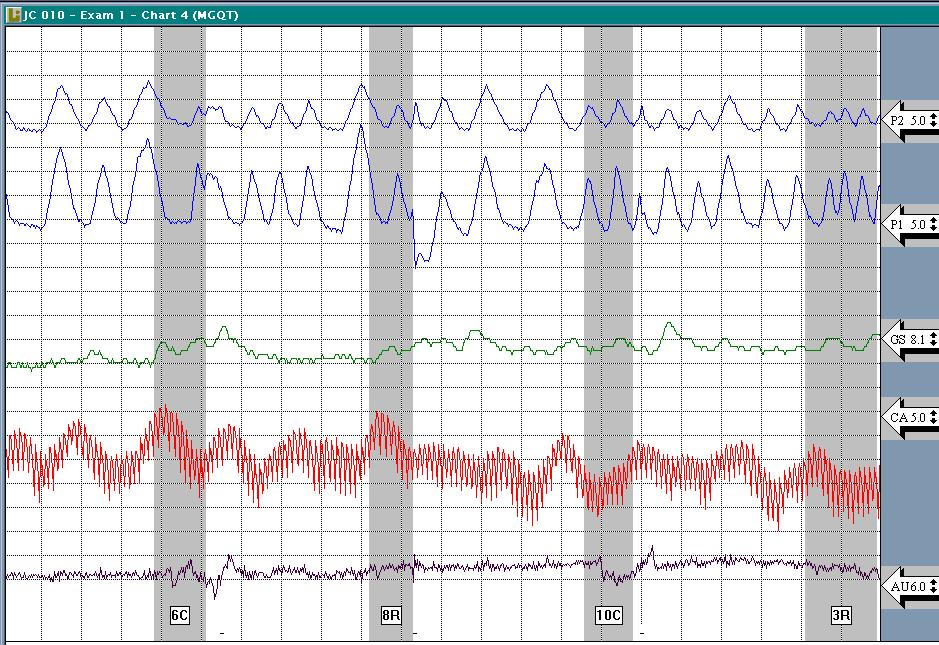 JC 010 - Exam 1 - Chart 4 (MGQT)
P2 5.0
P1 5.0
GS 8.1
CA 5.0
AU 6.0
6C 8R 10C 3R